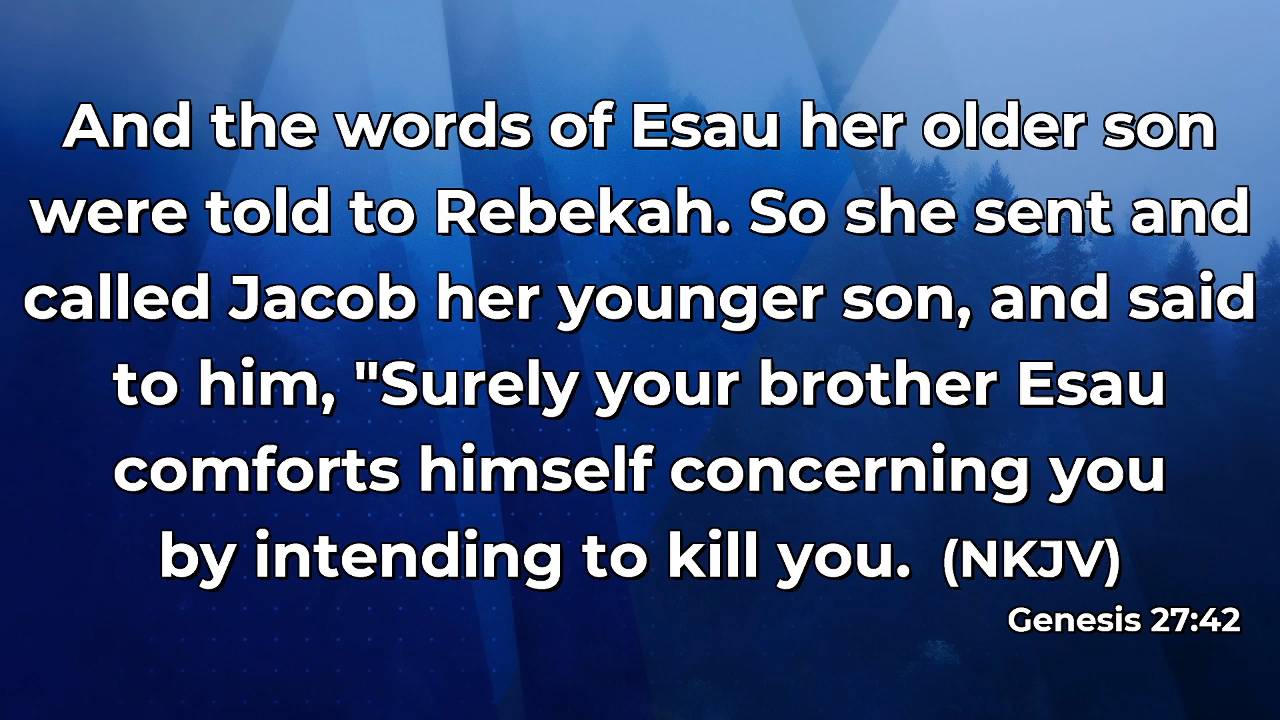 And the words of Esau her older son
were told to Rebekah. So she sent and
called Jacob her younger son, and said
to him, "Surely your brother Esau
comforts himself concerning you
by intending to kill you. (NKJV)
Genesis 27:42